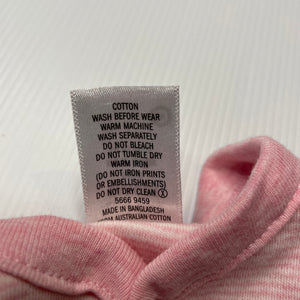 COTTON
WASH BEFORE WEAR
WARM MACHINE
WASH SEPARATELY
DO NOT BLEACH
DO NOT TUMBLE DRY
WARM IRON
(DO NOT IRON PRINTS
OR EMBELLISHMENTS)
DO NOT DRY CLEAN Ⓧ
5666 9459
MADE IN BANGLADESH
FROM AUSTRALIAN COTTON